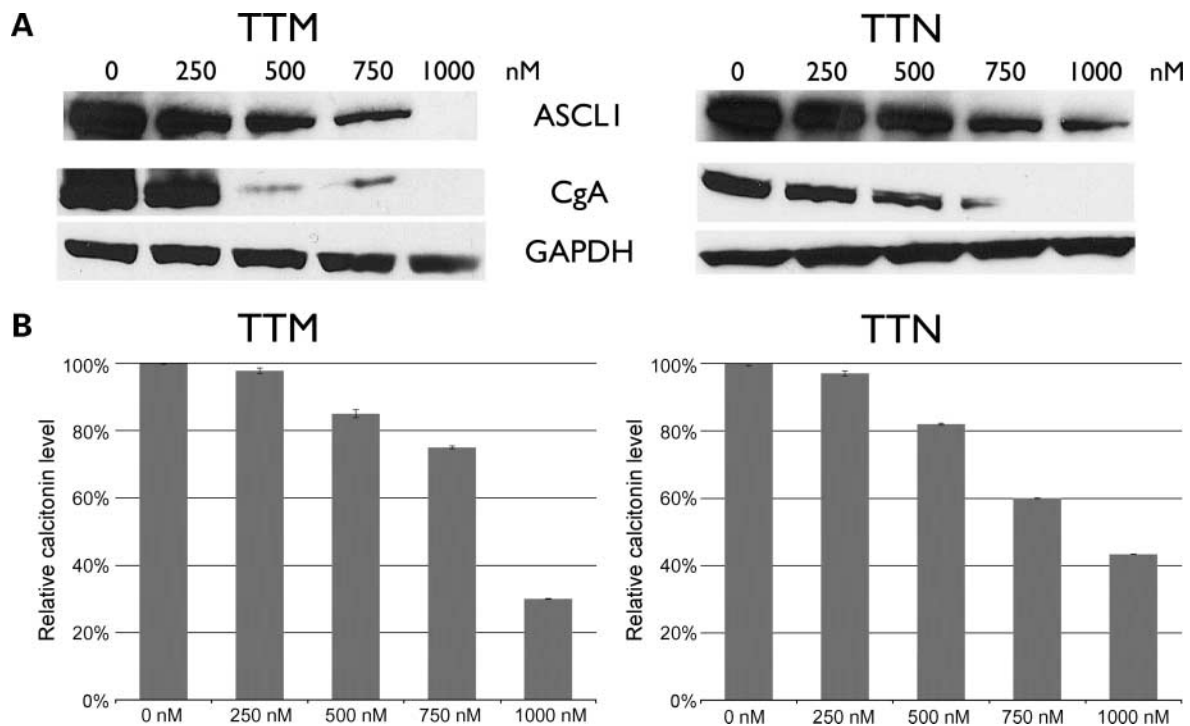 A
TTM
TTN
0 250 500 750 1000 nM
0 250 500 750 1000 nM
ASCL1
CgA
GAPDH
B
TTM
TTN
Relative calcitonin level
100%
80%
60%
40%
20%
0%
0 nM 250 nM 500 nM 750 nM 1000 nM
Relative calcitonin level
100%
80%
60%
40%
20%
0%
0 nM 250 nM 500 nM 750 nM 1000 nM